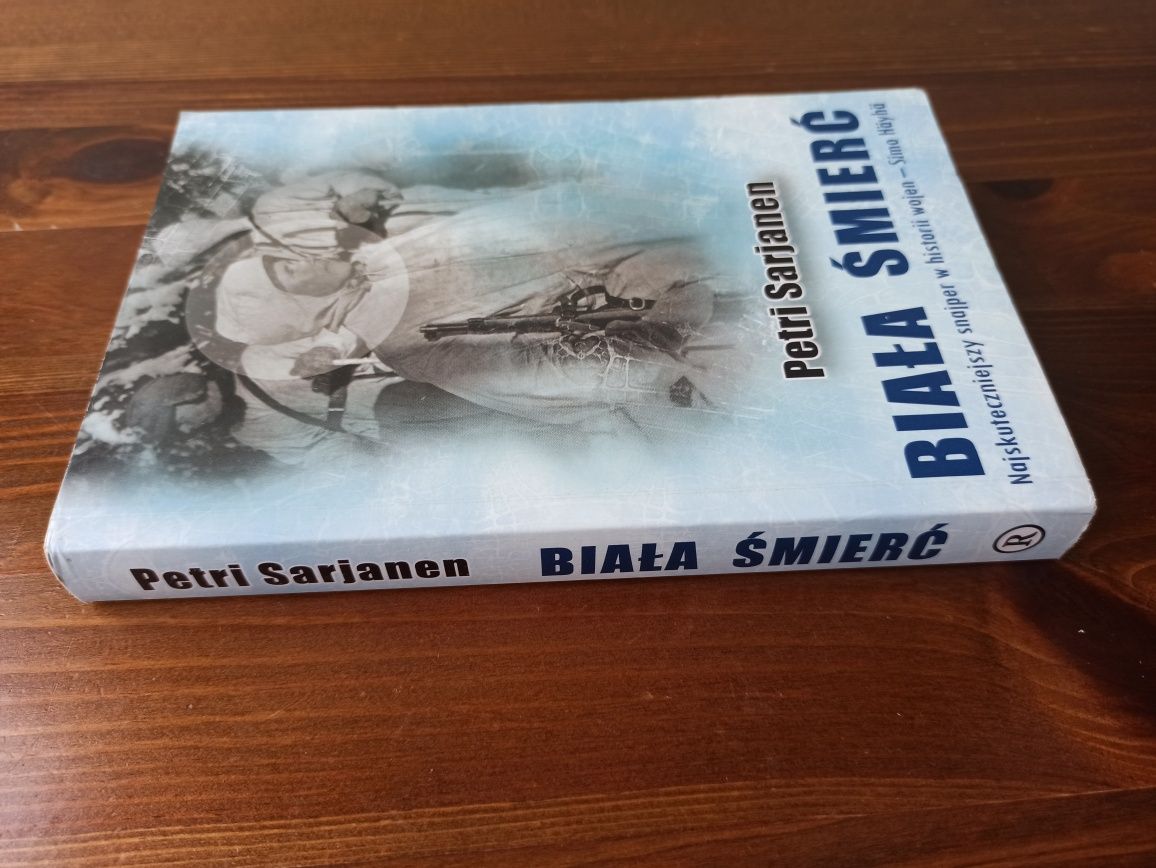 Petri Sarjanen
BIAŁA ŚMIERĆ
Najskuteczniejszy snajper w historii wojen – Simo Häyhä
Petri Sarjanen BIAŁA ŚMIERĆ R